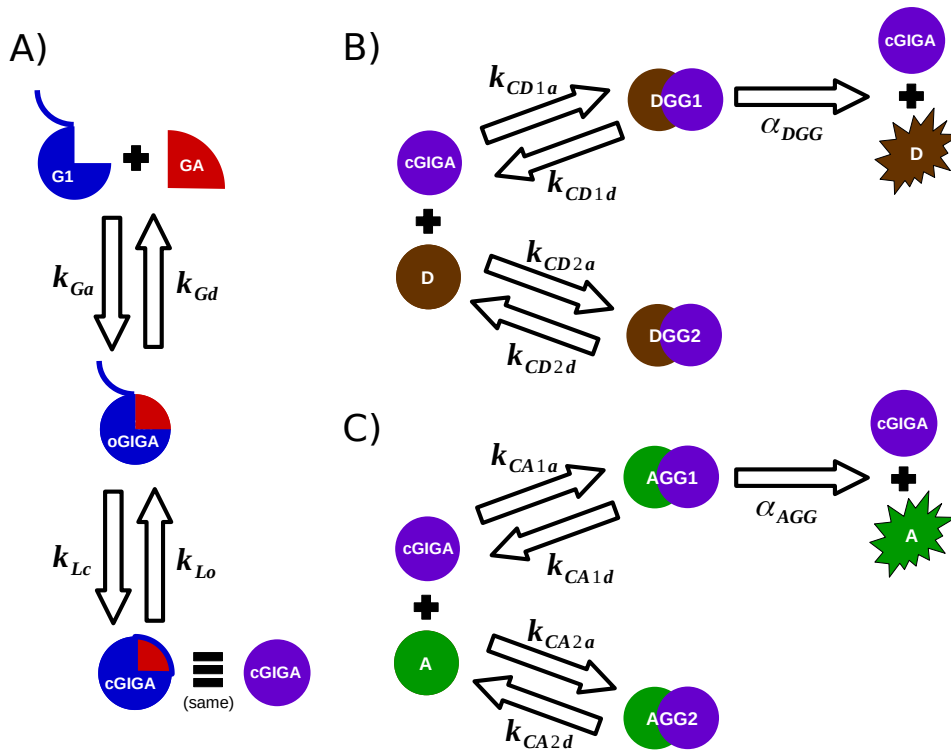 A)
G1
GA
k_Ga
k_Gd
oGIGA
k_Lc
k_Lo
cGIGA
(same)
cGIGA
B)
cGIGA
D
k_CD1a
k_CD1d
DGG1
α_DGG
cGIGA
D
k_CD2a
k_CD2d
DGG2
C)
cGIGA
A
k_CA1a
k_CA1d
AGG1
α_AGG
cGIGA
A
k_CA2a
k_CA2d
AGG2